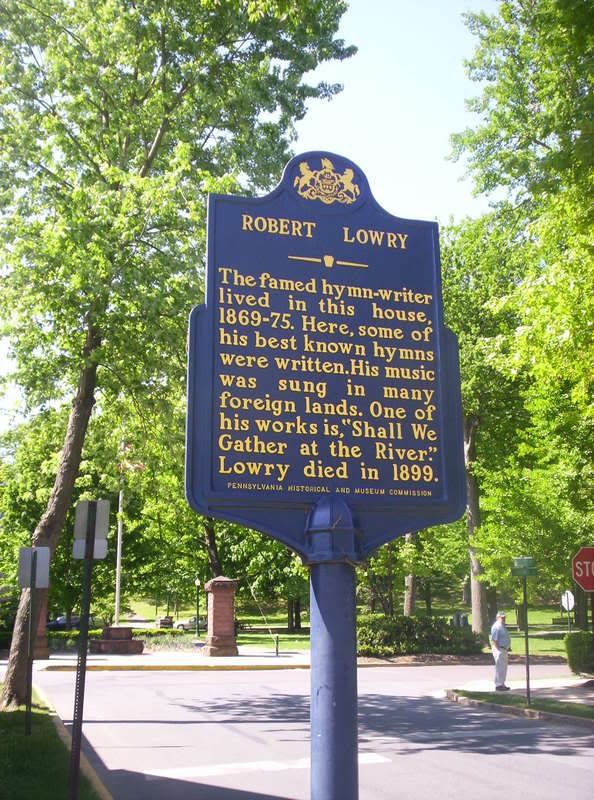 ROBERT LOWRY
The famed hymn-writer
lived in this house,
1869-75. Here, some of
his best known hymns
were written. His music
was sung in many
foreign lands. One of
his works is, "Shall We
Gather at the River."
Lowry died in 1899.
PENNSYLVANIA HISTORICAL AND MUSEUM COMMISSION